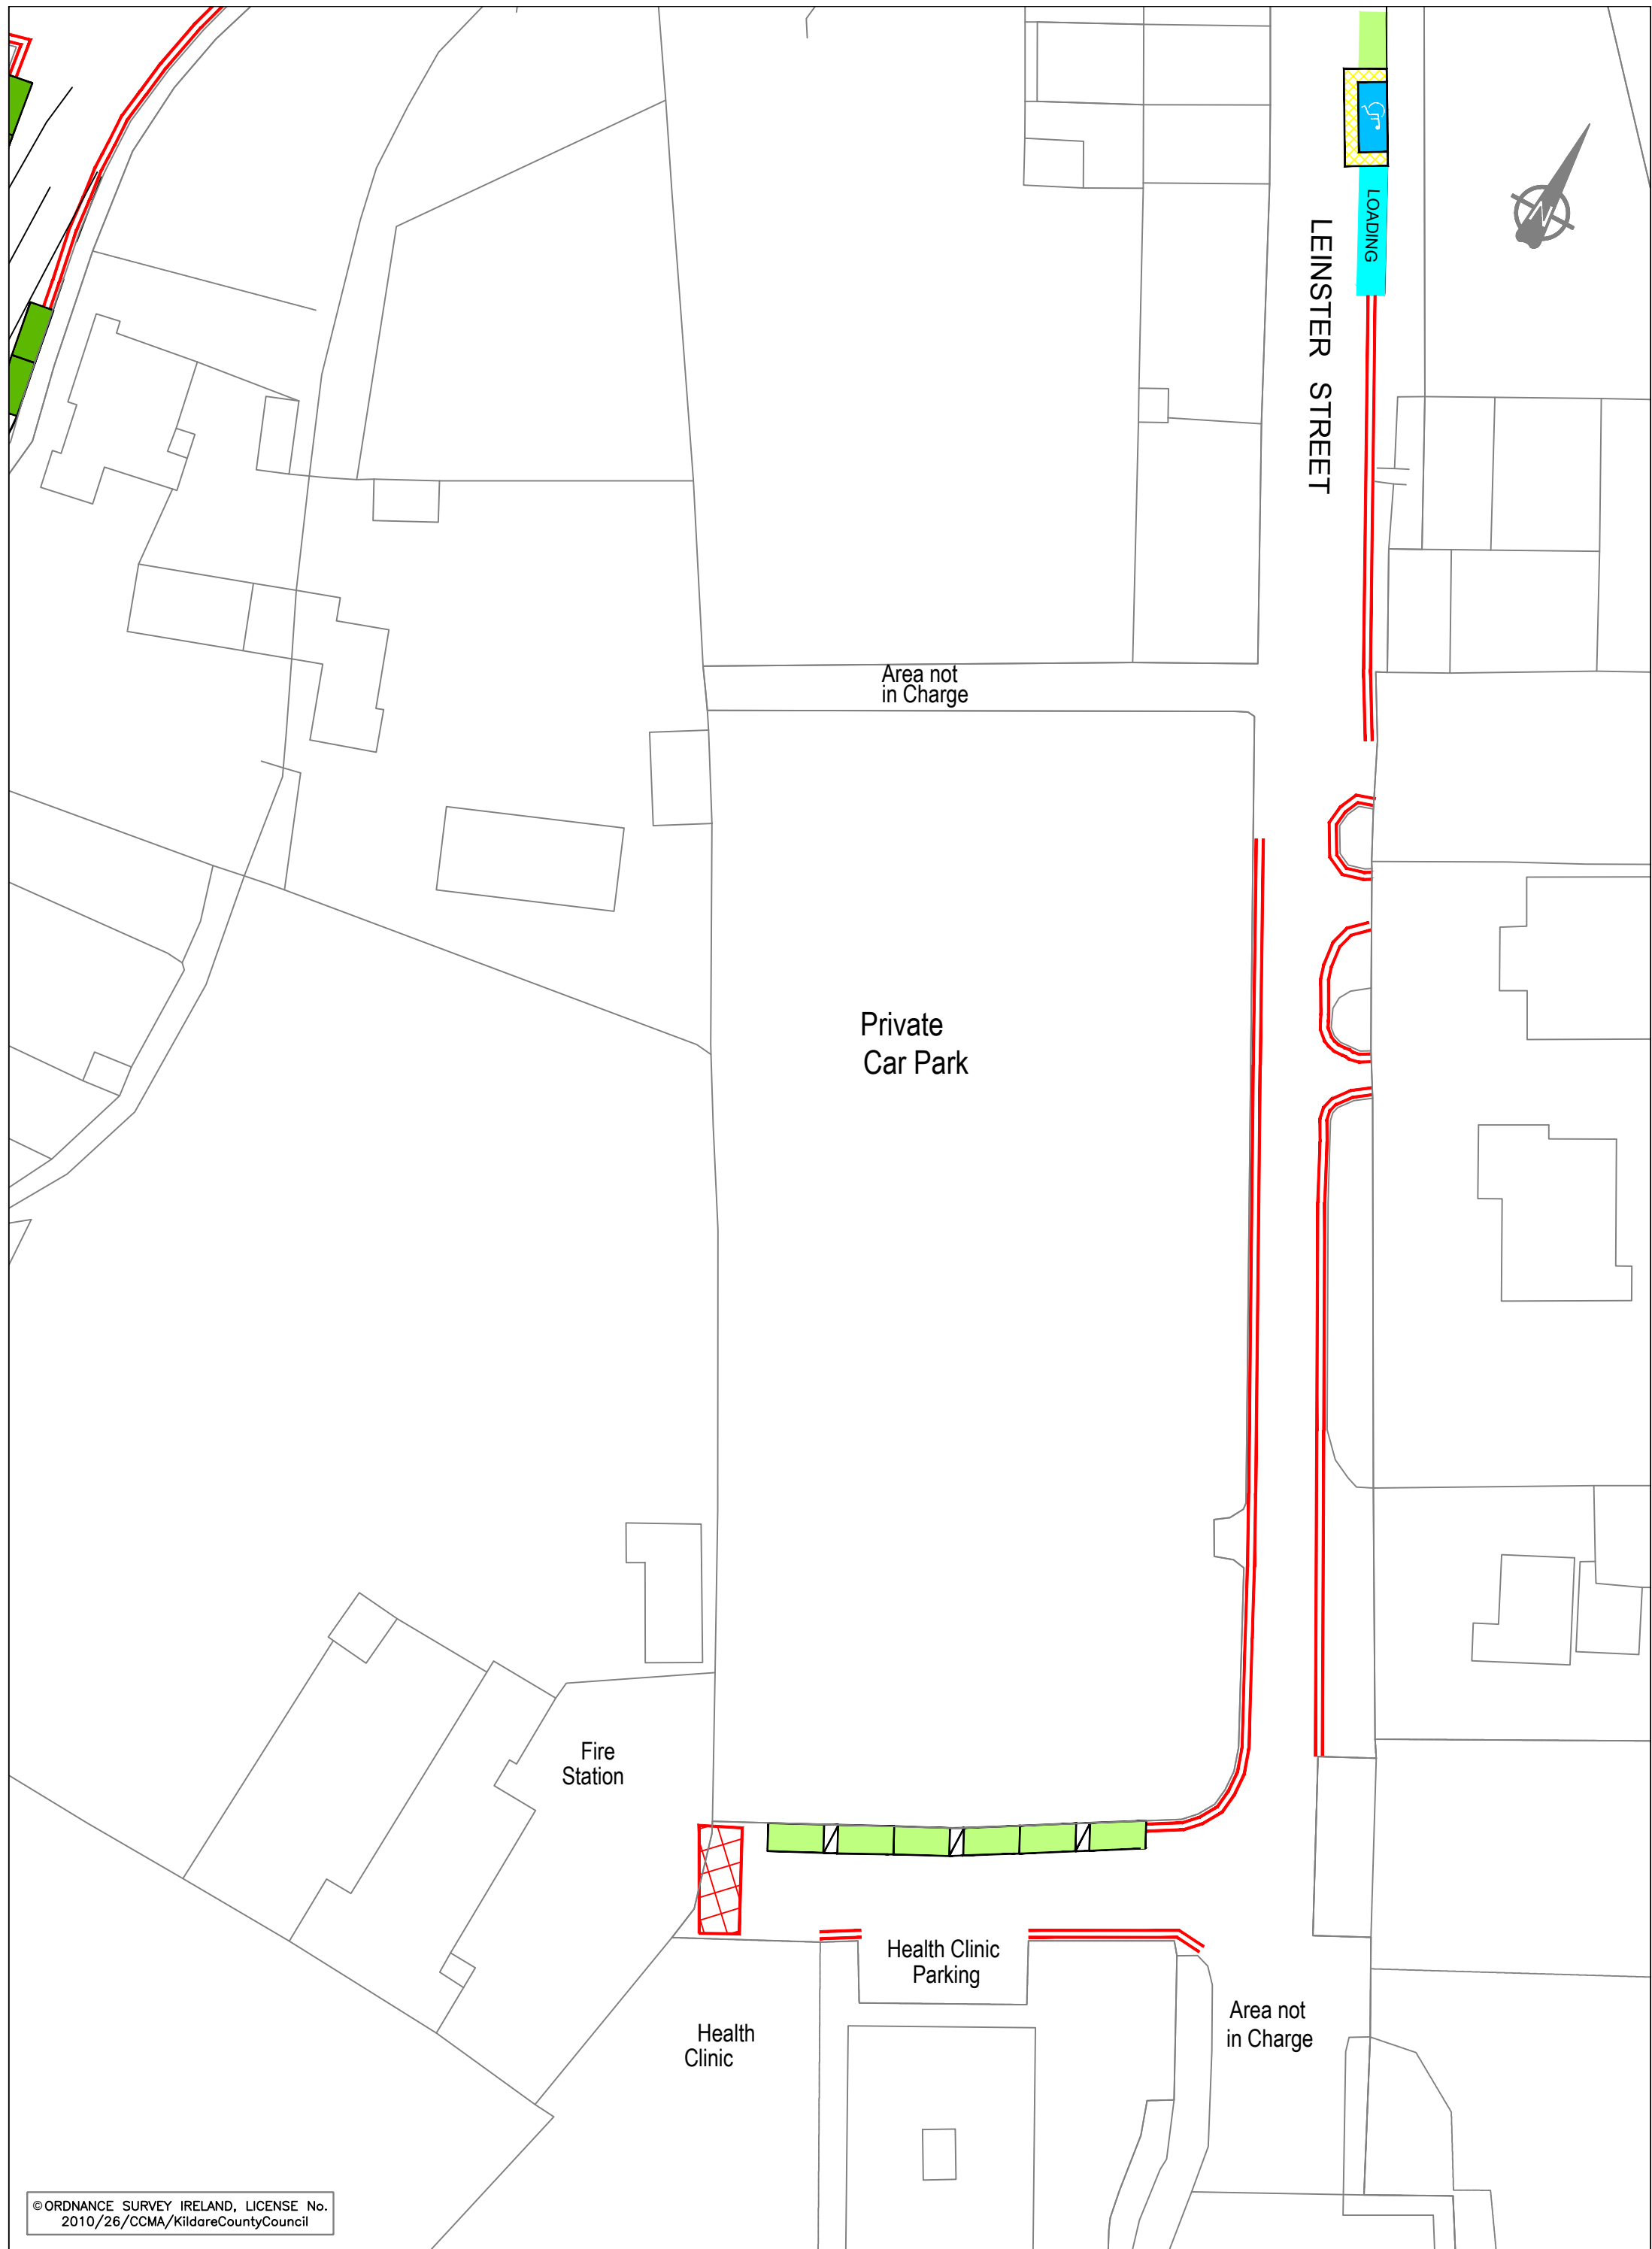 LOADING
N
LEINSTER STREET
Area not
in Charge
Private
Car Park
Fire
Station
Health Clinic
Parking
Health
Clinic
Area not
in Charge
© ORDNANCE SURVEY IRELAND, LICENSE No.
2010/26/CCMA/KildareCountyCouncil